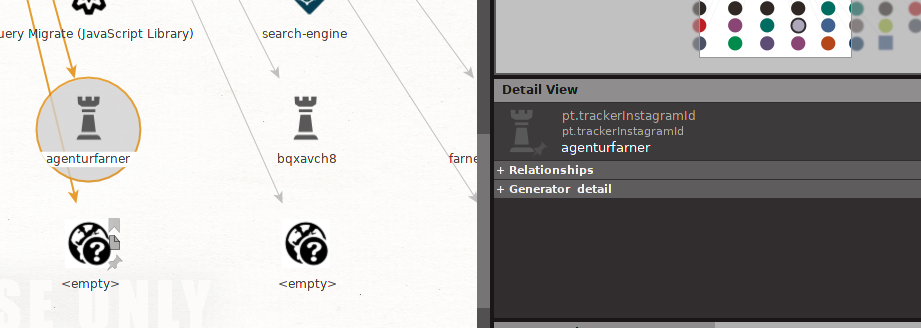 uery Migrate (JavaScript Library)
search-engine
agenturfarner
bqxavch8
farne
<empty>
<empty>
SE ONLY
Detail View
pt.trackerInstagramId
pt.trackerInstagramId
agenturfarner
+ Relationships
+ Generator detail